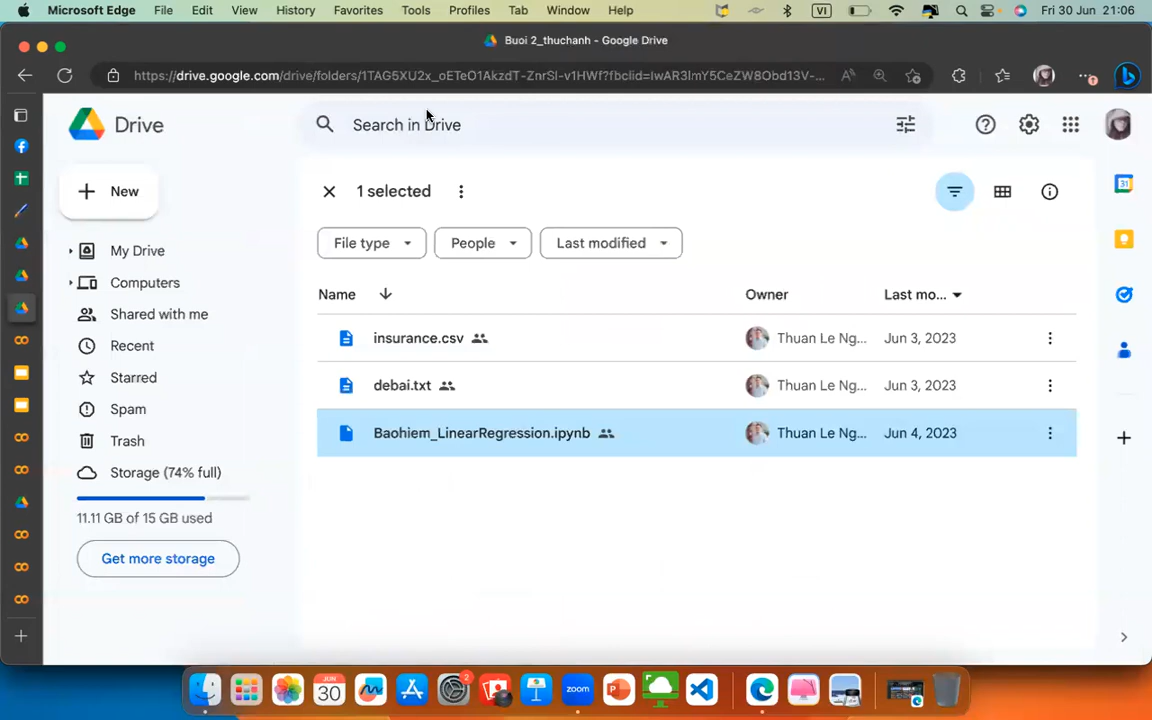 Microsoft Edge File Edit View History Favorites Tools Profiles Tab Window Help VI Fri 30 Jun 21:06
Buoi 2_thuchanh - Google Drive
https://drive.google.com/drive/folders/1TAG5XU2x_oETeO1AkzdT-ZnrSI-v1HWf?fbclid=IwAR3lmY5CeZW8Obd13V-...
Drive
Search in Drive
New
1 selected
File type People Last modified
My Drive
Computers
Shared with me
Recent
Starred
Spam
Trash
Storage (74% full)
11.11 GB of 15 GB used
Get more storage
Name Owner Last mo...
insurance.csv Thuan Le Ng... Jun 3, 2023
debai.txt Thuan Le Ng... Jun 3, 2023
Baohiem_LinearRegression.ipynb Thuan Le Ng... Jun 4, 2023
31
JUN
30
2
zoom